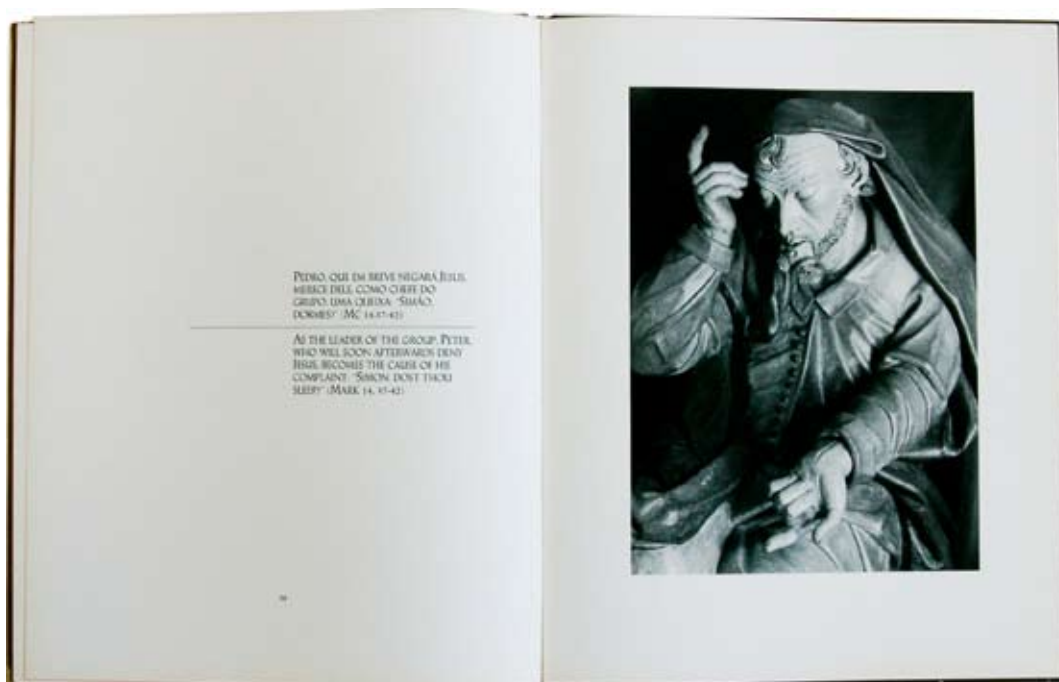 PEDRO, QUE EM BREVE NEGARÁ JESUS,
MERECE DELE, COMO CHEFE DO
GRUPO, UMA QUEIXA: "SIMÃO,
DORMES?" (MC 14,37-42)
AS THE LEADER OF THE GROUP, PETER,
WHO WILL SOON AFTERWARDS DENY
JESUS, BECOMES THE CAUSE OF HIS
COMPLAINT: "SIMON, DOST THOU
SLEEP?" (MARK 14, 37-42)